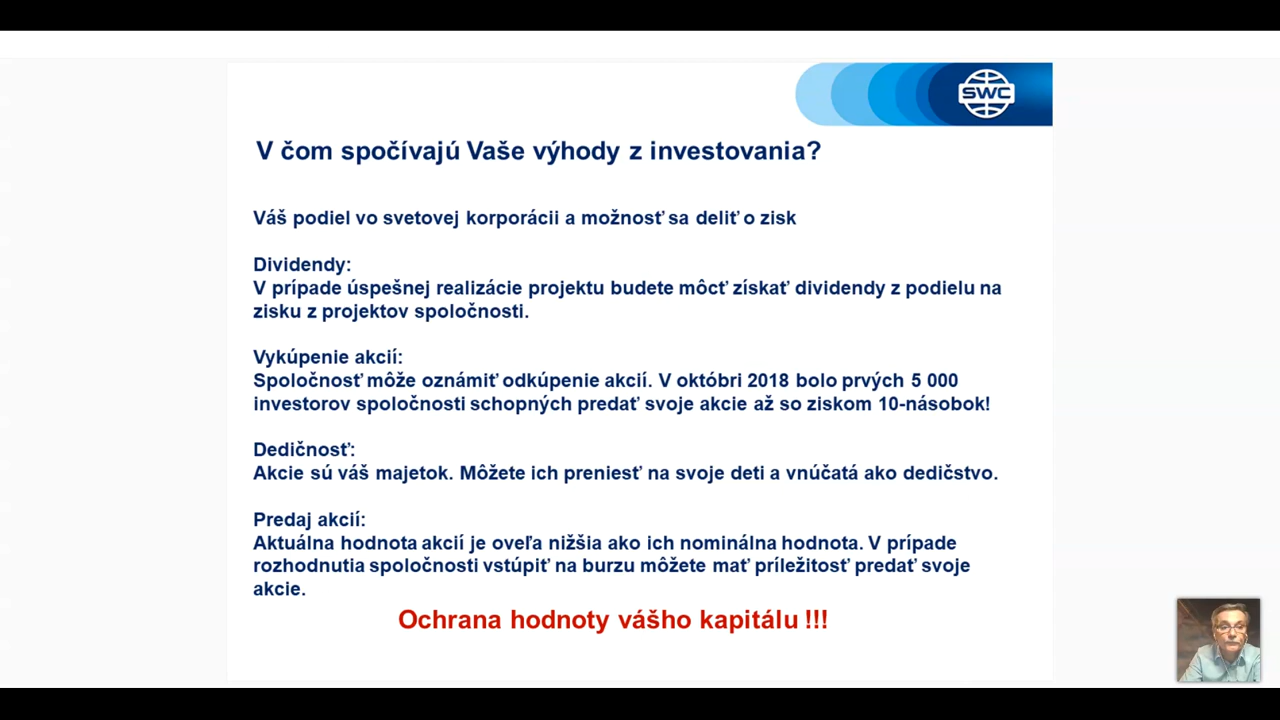 SWC
V čom spočívajú Vaše výhody z investovania?
Váš podiel vo svetovej korporácii a možnosť sa deliť o zisk
Dividendy:
V prípade úspešnej realizácie projektu budete môcť získať dividendy z podielu na
zisku z projektov spoločnosti.
Vykúpenie akcií:
Spoločnosť môže oznámiť odkúpenie akcií. V októbri 2018 bolo prvých 5 000
investorov spoločnosti schopných predať svoje akcie až so ziskom 10-násobok!
Dedičnosť:
Akcie sú váš majetok. Môžete ich preniesť na svoje deti a vnúčatá ako dedičstvo.
Predaj akcií:
Aktuálna hodnota akcií je oveľa nižšia ako ich nominálna hodnota. V prípade
rozhodnutia spoločnosti vstúpiť na burzu môžete mať príležitosť predať svoje
akcie.
Ochrana hodnoty vášho kapitálu !!!